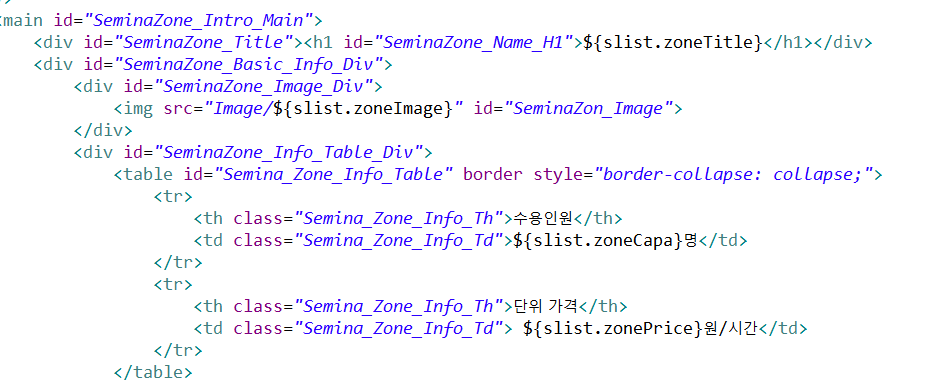 <main id="SeminaZone_Intro_Main">
<div id="SeminaZone_Title"><h1 id="SeminaZone_Name_H1">${slist.zoneTitle}</h1></div>
<div id="SeminaZone_Basic_Info_Div">
<div id="SeminaZone_Image_Div">
<img src="Image/${slist.zoneImage}" id="SeminaZon_Image">
</div>
<div id="SeminaZone_Info_Table_Div">
<table id="Semina_Zone_Info_Table" border style="border-collapse: collapse;">
<tr>
<th class="Semina_Zone_Info_Th">수용인원</th>
<td class="Semina_Zone_Info_Td">${slist.zoneCapa}명</td>
</tr>
<tr>
<th class="Semina_Zone_Info_Th">단위 가격</th>
<td class="Semina_Zone_Info_Td"> ${slist.zonePrice}원/시간</td>
</tr>
</table>